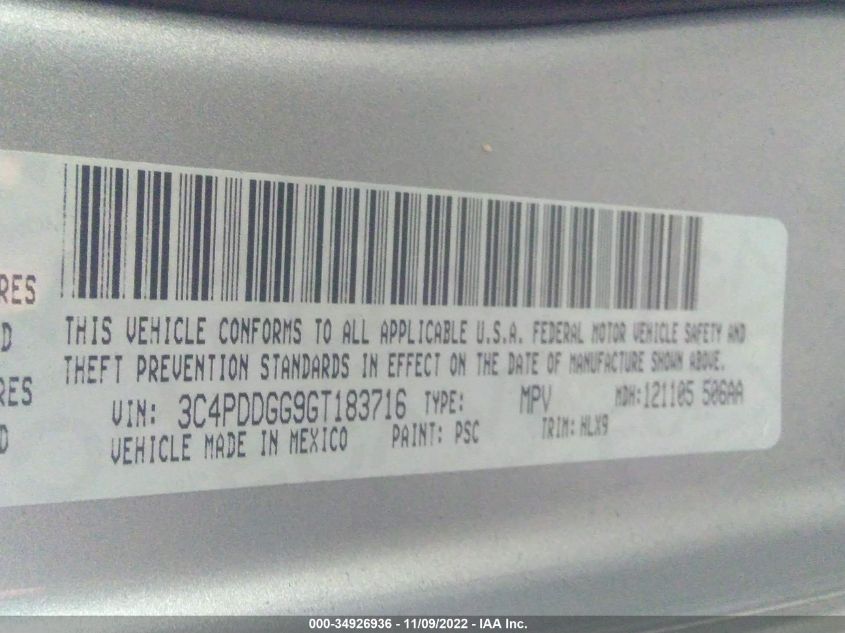 RES
D
RES
D
THIS VEHICLE CONFORMS TO ALL APPLICABLE U.S.A. FEDERAL MOTOR VEHICLE SAFETY AND
THEFT PREVENTION STANDARDS IN EFFECT ON THE DATE OF MANUFACTURE SHOWN ABOVE.
VIN: 3C4PDDGG9GT183716 TYPE: MPV MDH:121105 506AA
VEHICLE MADE IN MEXICO PAINT: PSC TRIM: HLX9
000-34926936 - 11/09/2022 - IAA Inc.